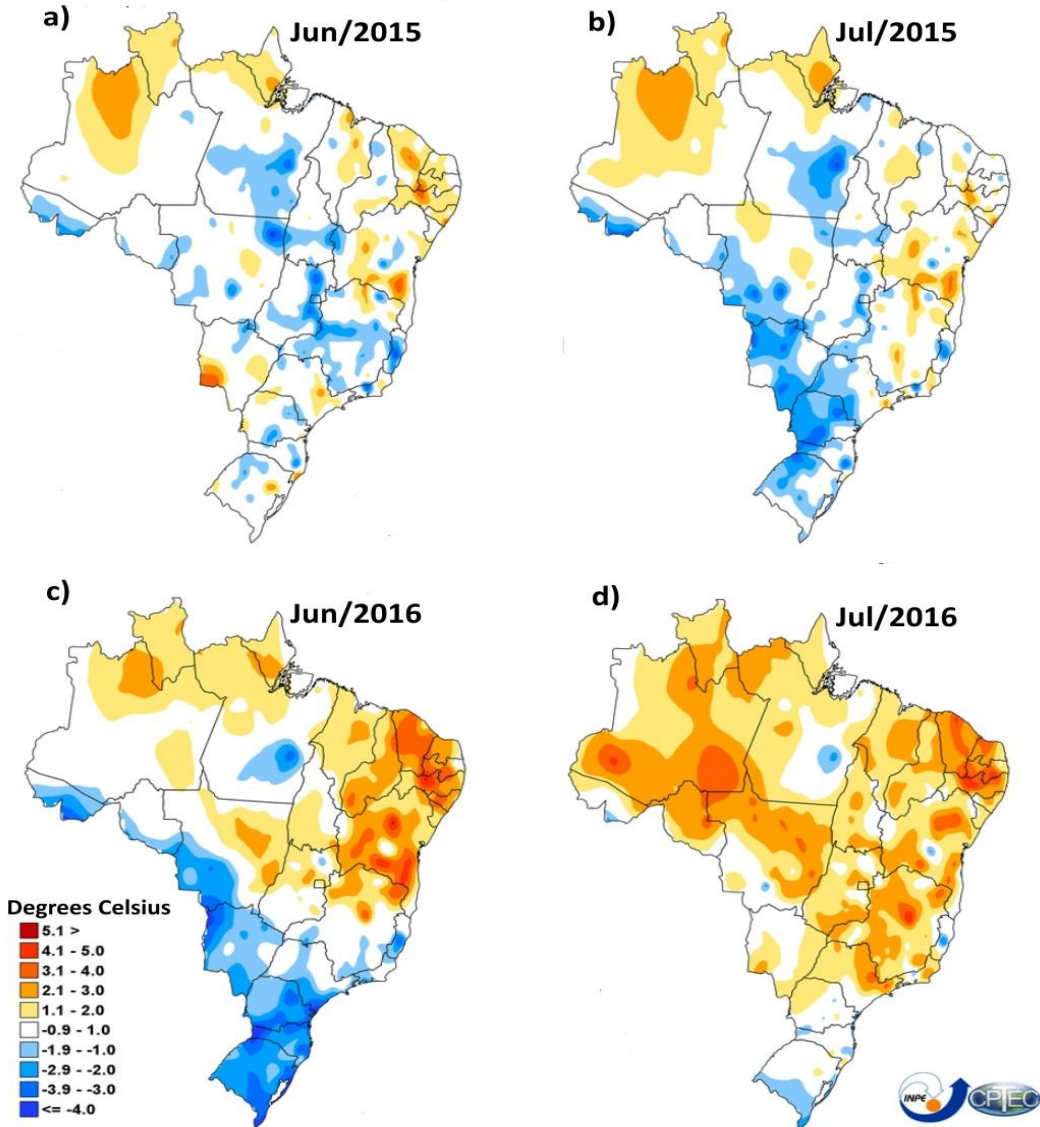 a)
Jun/2015
b)
Jul/2015
c)
Jun/2016
d)
Jul/2016
Degrees Celsius
5.1 >
4.1 - 5.0
3.1 - 4.0
2.1 - 3.0
1.1 - 2.0
-0.9 - 1.0
-1.9 - -1.0
-2.9 - -2.0
-3.9 - -3.0
<= -4.0
INPE
CPTEC